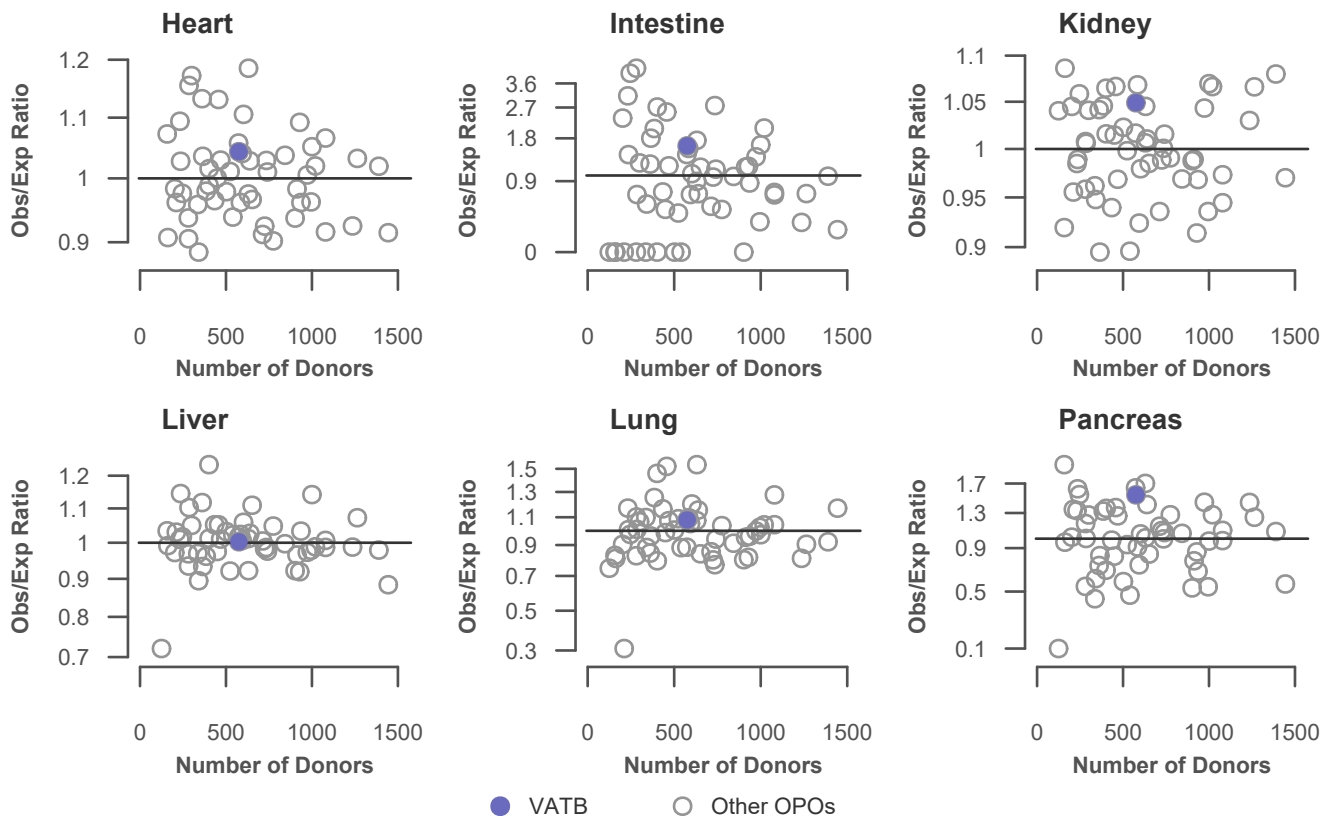 Heart
Obs/Exp Ratio
1.2
1.1
1
0.9
0 500 1000 1500
Number of Donors
Intestine
Obs/Exp Ratio
3.6
2.7
1.8
0.9
0
0 500 1000 1500
Number of Donors
Kidney
Obs/Exp Ratio
1.1
1.05
1
0.95
0.9
0 500 1000 1500
Number of Donors
Liver
Obs/Exp Ratio
1.2
1.1
1
0.9
0.8
0.7
0 500 1000 1500
Number of Donors
Lung
Obs/Exp Ratio
1.5
1.3
1.1
0.9
0.7
0.5
0.3
0 500 1000 1500
Number of Donors
Pancreas
Obs/Exp Ratio
1.7
1.3
0.9
0.5
0.1
0 500 1000 1500
Number of Donors
VATB Other OPOs